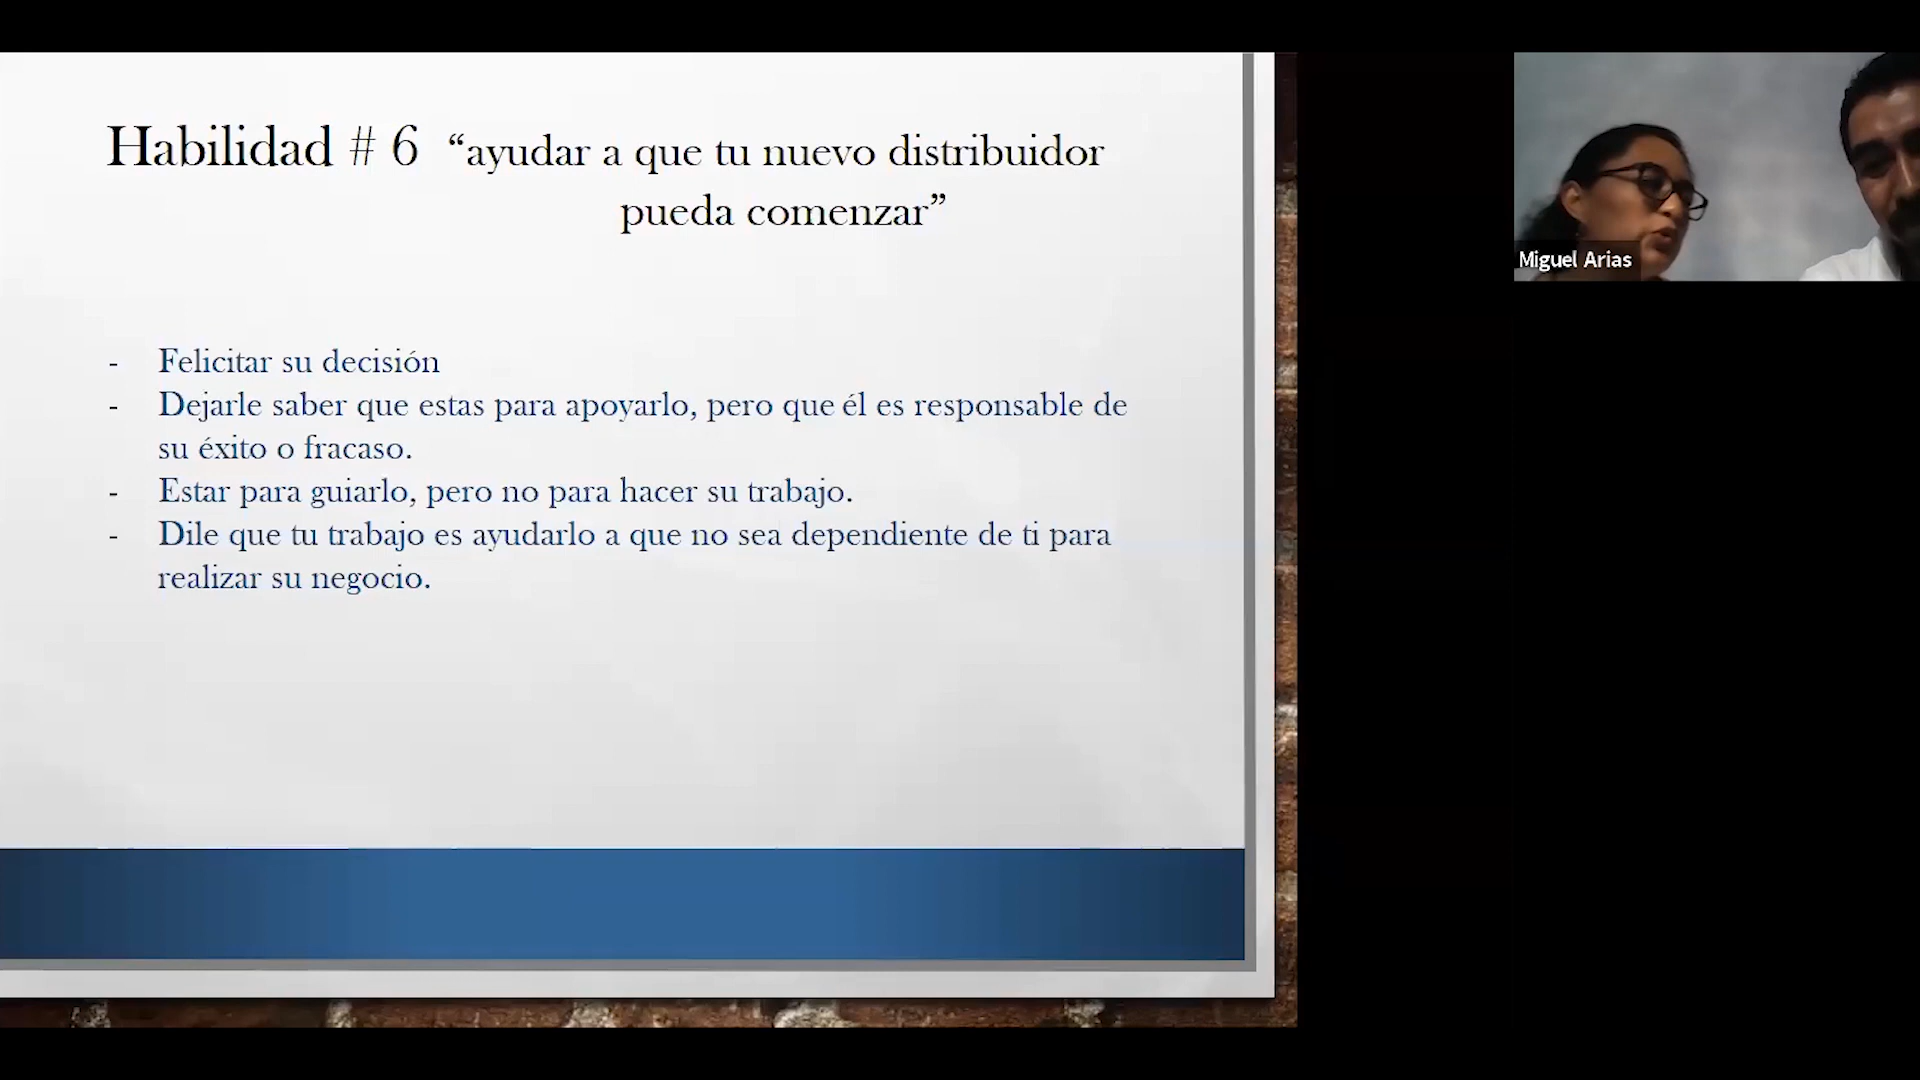 Habilidad # 6 “ayudar a que tu nuevo distribuidor
pueda comenzar”
- Felicitar su decisión
- Dejarle saber que estas para apoyarlo, pero que él es responsable de
su éxito o fracaso.
- Estar para guiarlo, pero no para hacer su trabajo.
- Dile que tu trabajo es ayudarlo a que no sea dependiente de ti para
realizar su negocio.
Miguel Arias